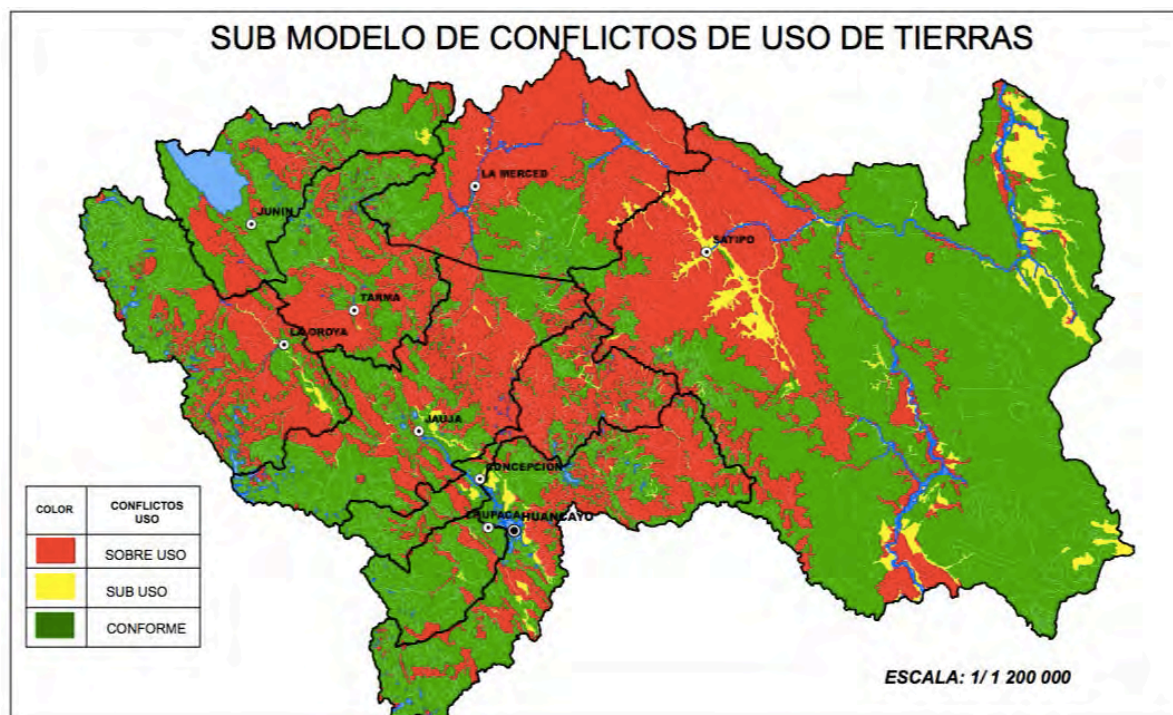 SUB MODELO DE CONFLICTOS DE USO DE TIERRAS
LA MERCED
JUNIN
SATIPO
TARMA
LA OROYA
JAUJA
CONCEPCION
CHUPACA
HUANCAYO
COLOR
CONFLICTOS
USO
SOBRE USO
SUB USO
CONFORME
ESCALA: 1/ 1 200 000